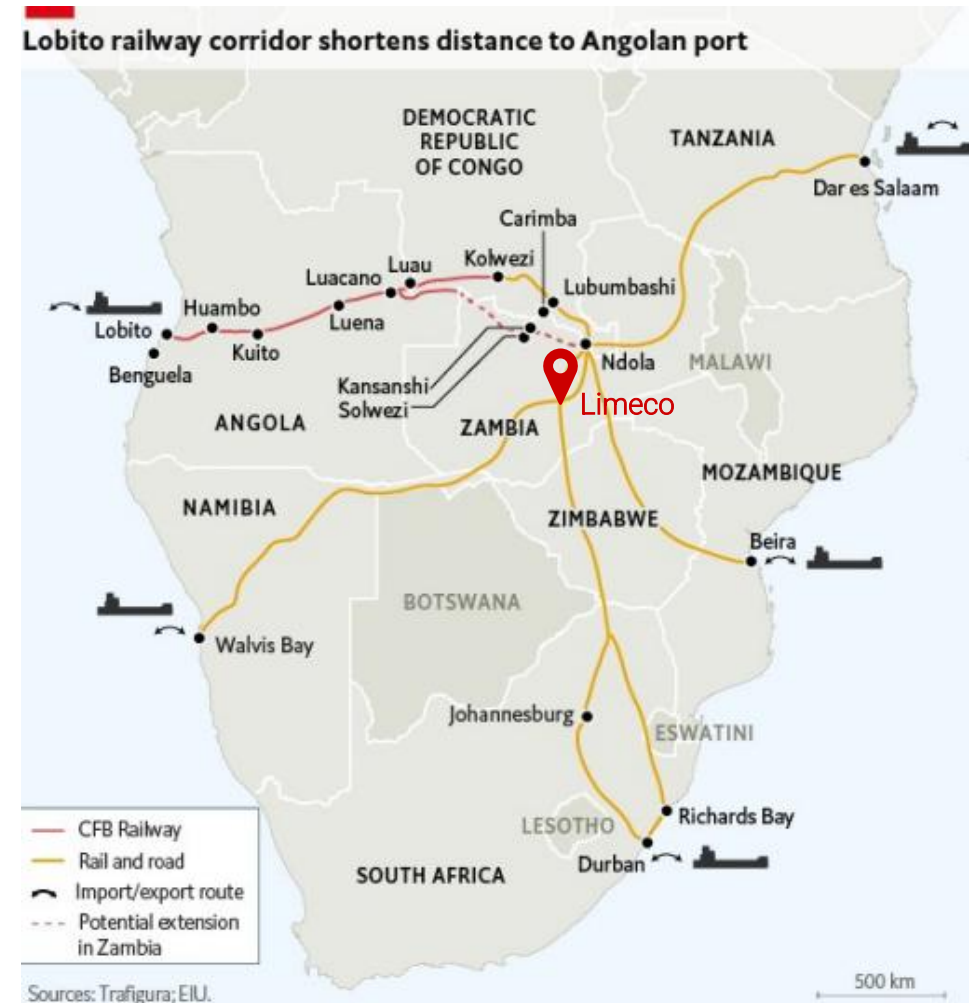 Lobito railway corridor shortens distance to Angolan port
DEMOCRATIC
REPUBLIC
OF CONGO
TANZANIA
Dar es Salaam
Carimba
Kolwezi
Luau
Luacano
Lubumbashi
Huambo
Lobito
Luena
Kuito
Benguela
Ndola
MALAWI
Kansanshi
Solwezi
Limeco
ANGOLA
ZAMBIA
MOZAMBIQUE
NAMIBIA
ZIMBABWE
Beira
BOTSWANA
Walvis Bay
Johannesburg
ESWATINI
Richards Bay
LESOTHO
Durban
SOUTH AFRICA
CFB Railway
Rail and road
Import/export route
Potential extension
in Zambia
500 km
Sources: Trafigura; EIU.